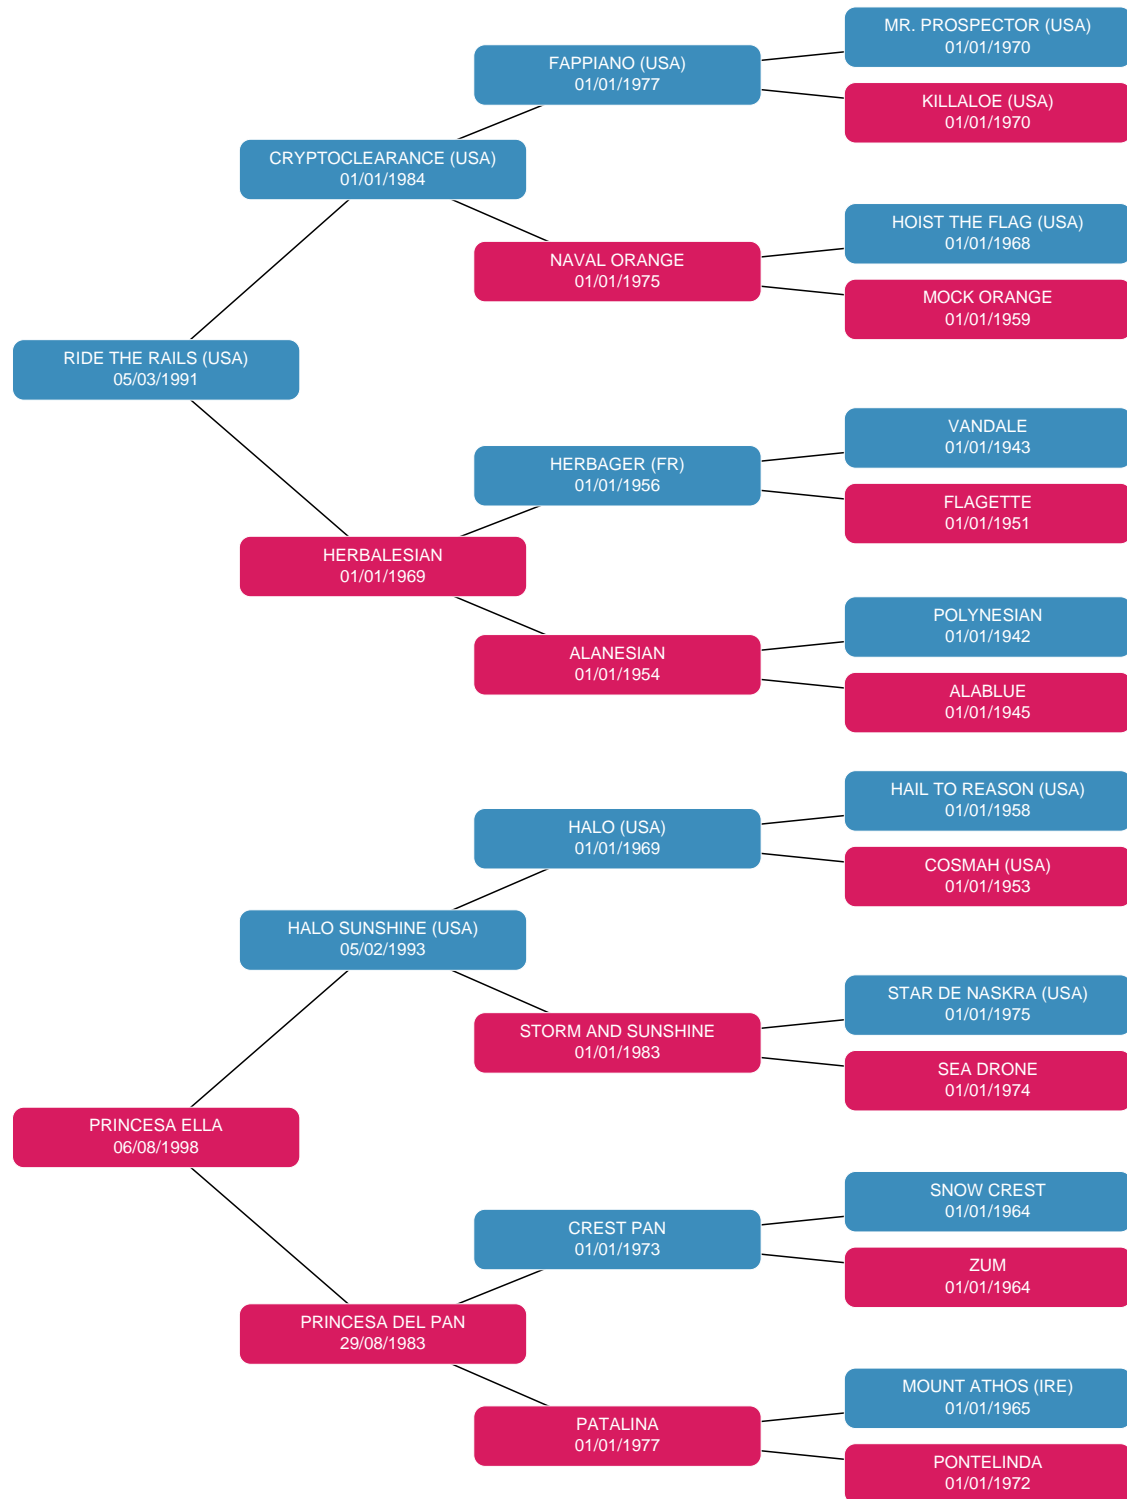 MR. PROSPECTOR (USA)
01/01/1970
FAPPIANO (USA)
01/01/1977
KILLALOE (USA)
01/01/1970
CRYPTOCLEARANCE (USA)
01/01/1984
HOIST THE FLAG (USA)
01/01/1968
NAVAL ORANGE
01/01/1975
MOCK ORANGE
01/01/1959
RIDE THE RAILS (USA)
05/03/1991
VANDALE
01/01/1943
HERBAGER (FR)
01/01/1956
FLAGETTE
01/01/1951
HERBALESIAN
01/01/1969
POLYNESIAN
01/01/1942
ALANESIAN
01/01/1954
ALABLUE
01/01/1945
HAIL TO REASON (USA)
01/01/1958
HALO (USA)
01/01/1969
COSMAH (USA)
01/01/1953
HALO SUNSHINE (USA)
05/02/1993
STAR DE NASKRA (USA)
01/01/1975
STORM AND SUNSHINE
01/01/1983
SEA DRONE
01/01/1974
PRINCESA ELLA
06/08/1998
SNOW CREST
01/01/1964
CREST PAN
01/01/1973
ZUM
01/01/1964
PRINCESA DEL PAN
29/08/1983
MOUNT ATHOS (IRE)
01/01/1965
PATALINA
01/01/1977
PONTELINDA
01/01/1972